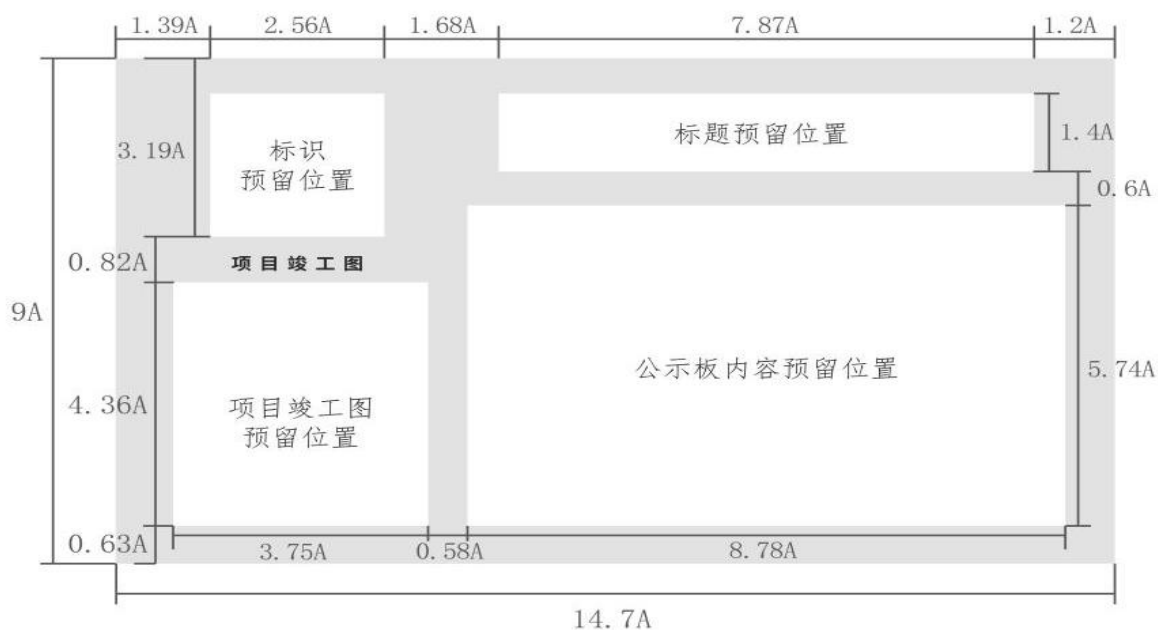 1.39A 2.56A 1.68A 7.87A 1.2A
3.19A
标识
预留位置
标题预留位置
1.4A
0.6A
0.82A
项目竣工图
9A
4.36A
项目竣工图
预留位置
公示板内容预留位置
5.74A
0.63A
3.75A 0.58A 8.78A
14.7A